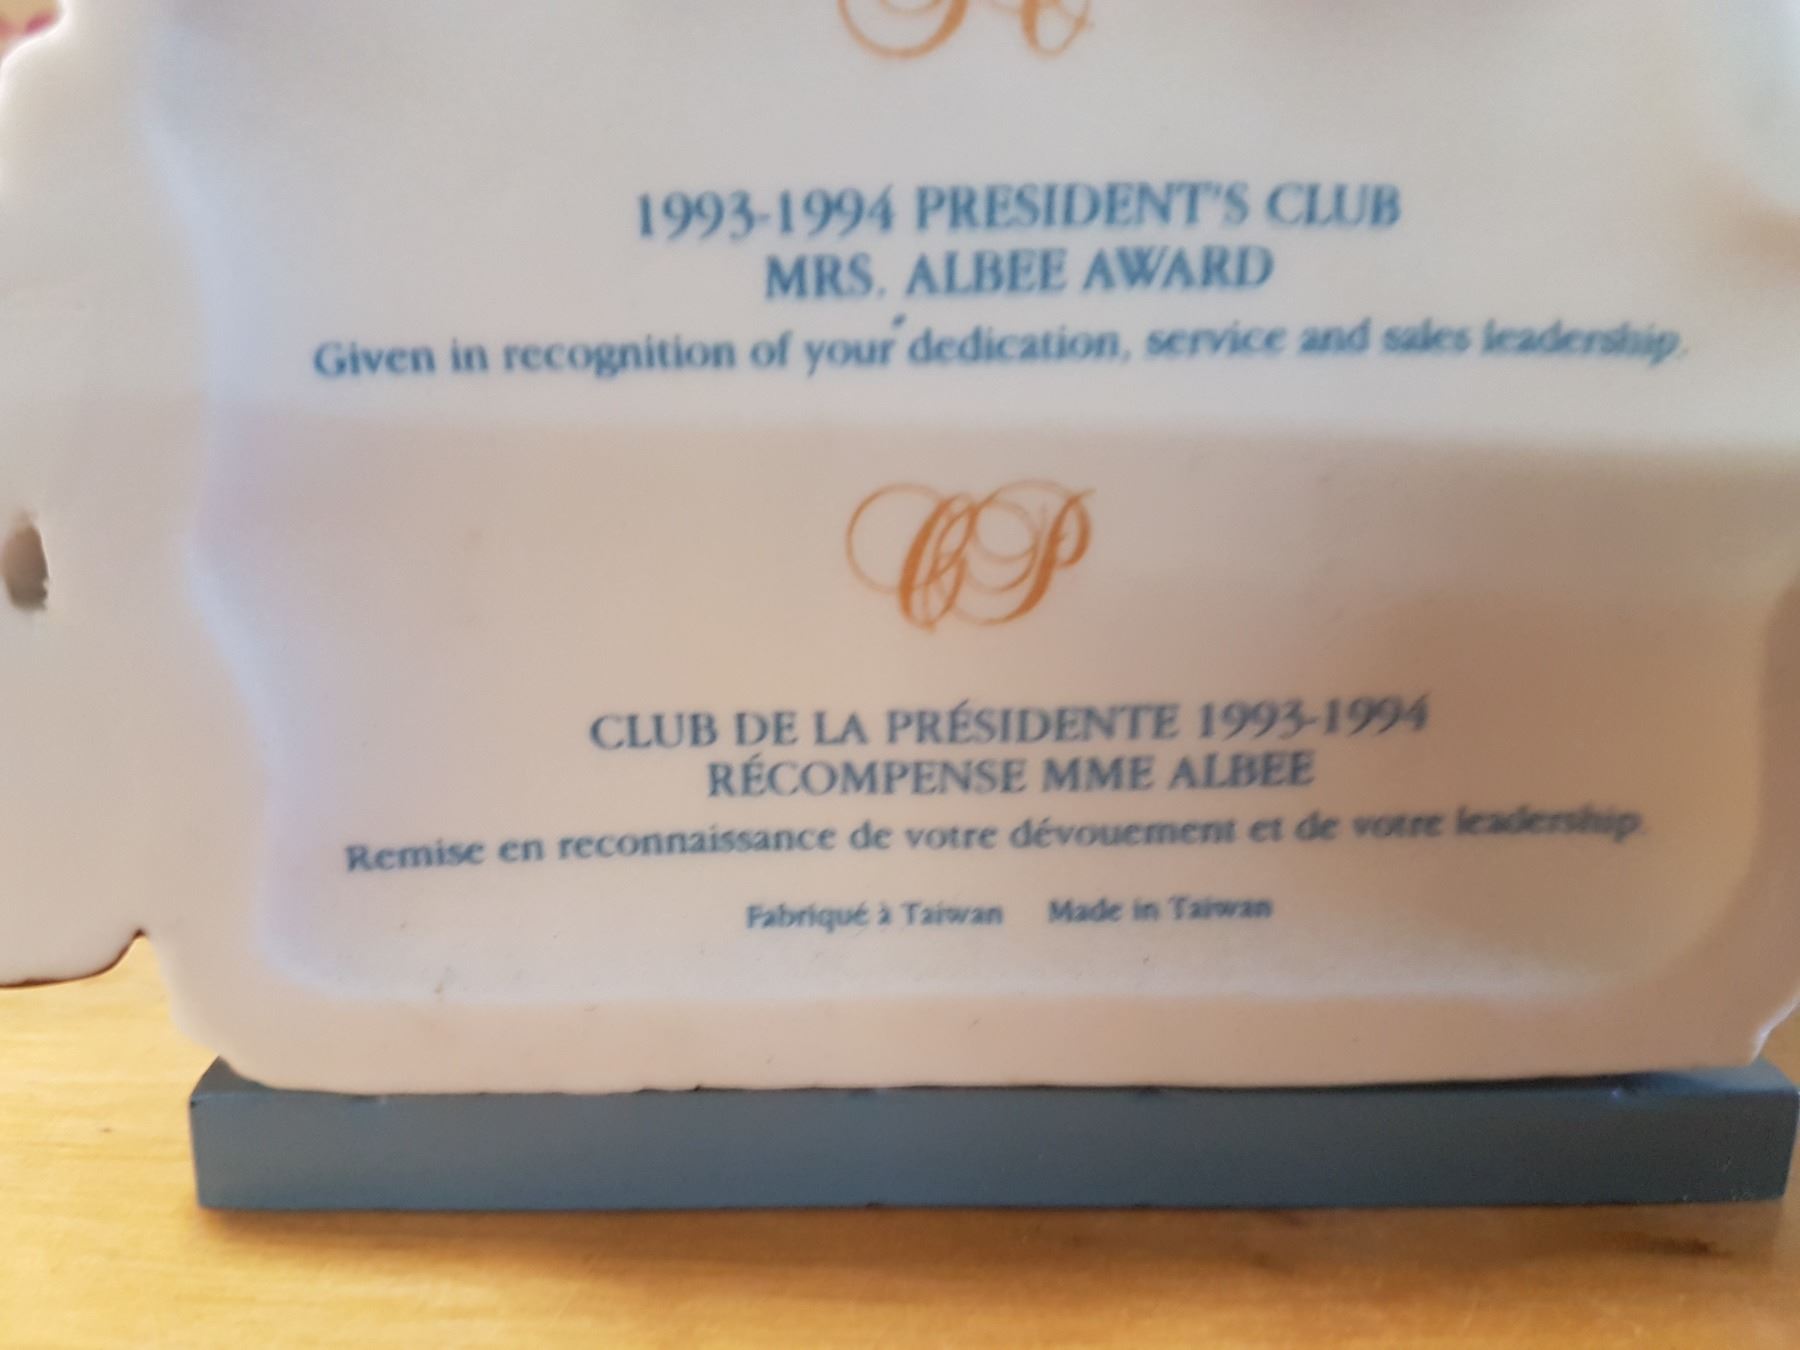 1993-1994 PRESIDENT'S CLUB
MRS. ALBEE AWARD
Given in recognition of your dedication, service and sales leadership.
CP
CLUB DE LA PRÉSIDENTE 1993-1994
RÉCOMPENSE MME ALBEE
Remise en reconnaissance de votre dévouement et de votre leadership.
Fabriqué à Taiwan Made in Taiwan